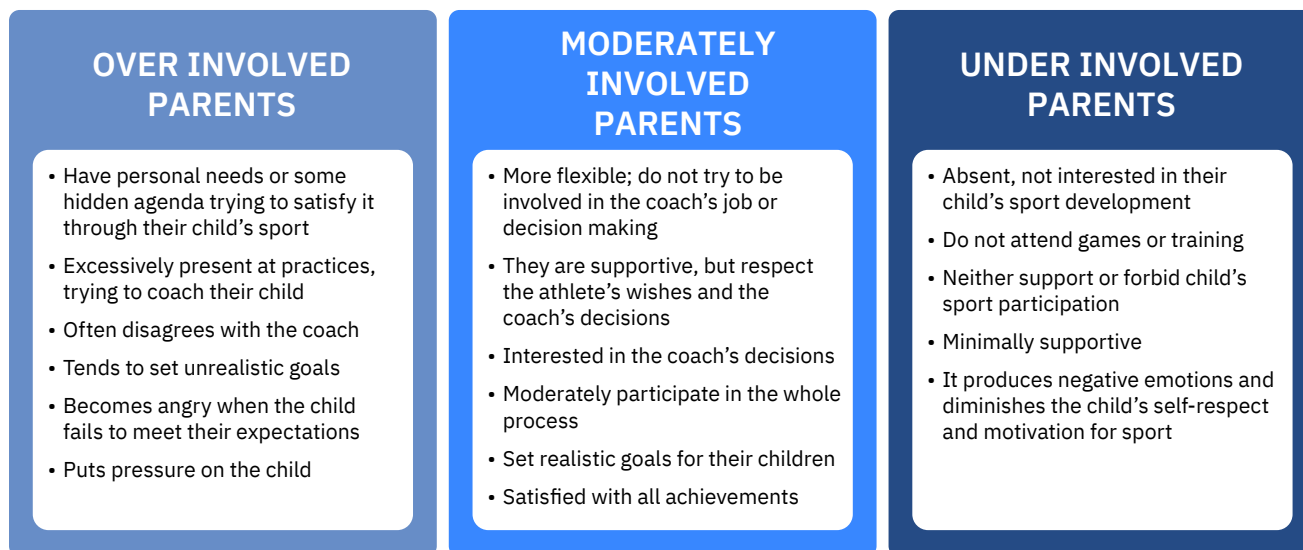 OVER INVOLVED
PARENTS
• Have personal needs or some
hidden agenda trying to satisfy it
through their child’s sport
• Excessively present at practices,
trying to coach their child
• Often disagrees with the coach
• Tends to set unrealistic goals
• Becomes angry when the child
fails to meet their expectations
• Puts pressure on the child
MODERATELY
INVOLVED
PARENTS
• More flexible; do not try to be
involved in the coach’s job or
decision making
• They are supportive, but respect
the athlete’s wishes and the
coach’s decisions
• Interested in the coach’s decisions
• Moderately participate in the whole
process
• Set realistic goals for their children
• Satisfied with all achievements
UNDER INVOLVED
PARENTS
• Absent, not interested in their
child’s sport development
• Do not attend games or training
• Neither support or forbid child’s
sport participation
• Minimally supportive
• It produces negative emotions and
diminishes the child’s self-respect
and motivation for sport